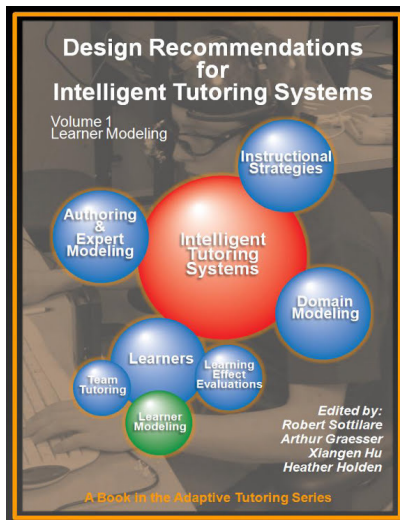 Design Recommendations
for
Intelligent Tutoring Systems
Volume 1
Learner Modeling
Instructional
Strategies
Authoring
&
Expert
Modeling
Intelligent
Tutoring
Systems
Domain
Modeling
Learners
Learning
Effect
Evaluations
Team
Tutoring
Learner
Modeling
Edited by:
Robert Sottilare
Arthur Graesser
Xiangen Hu
Heather Holden
A Book in the Adaptive Tutoring Series